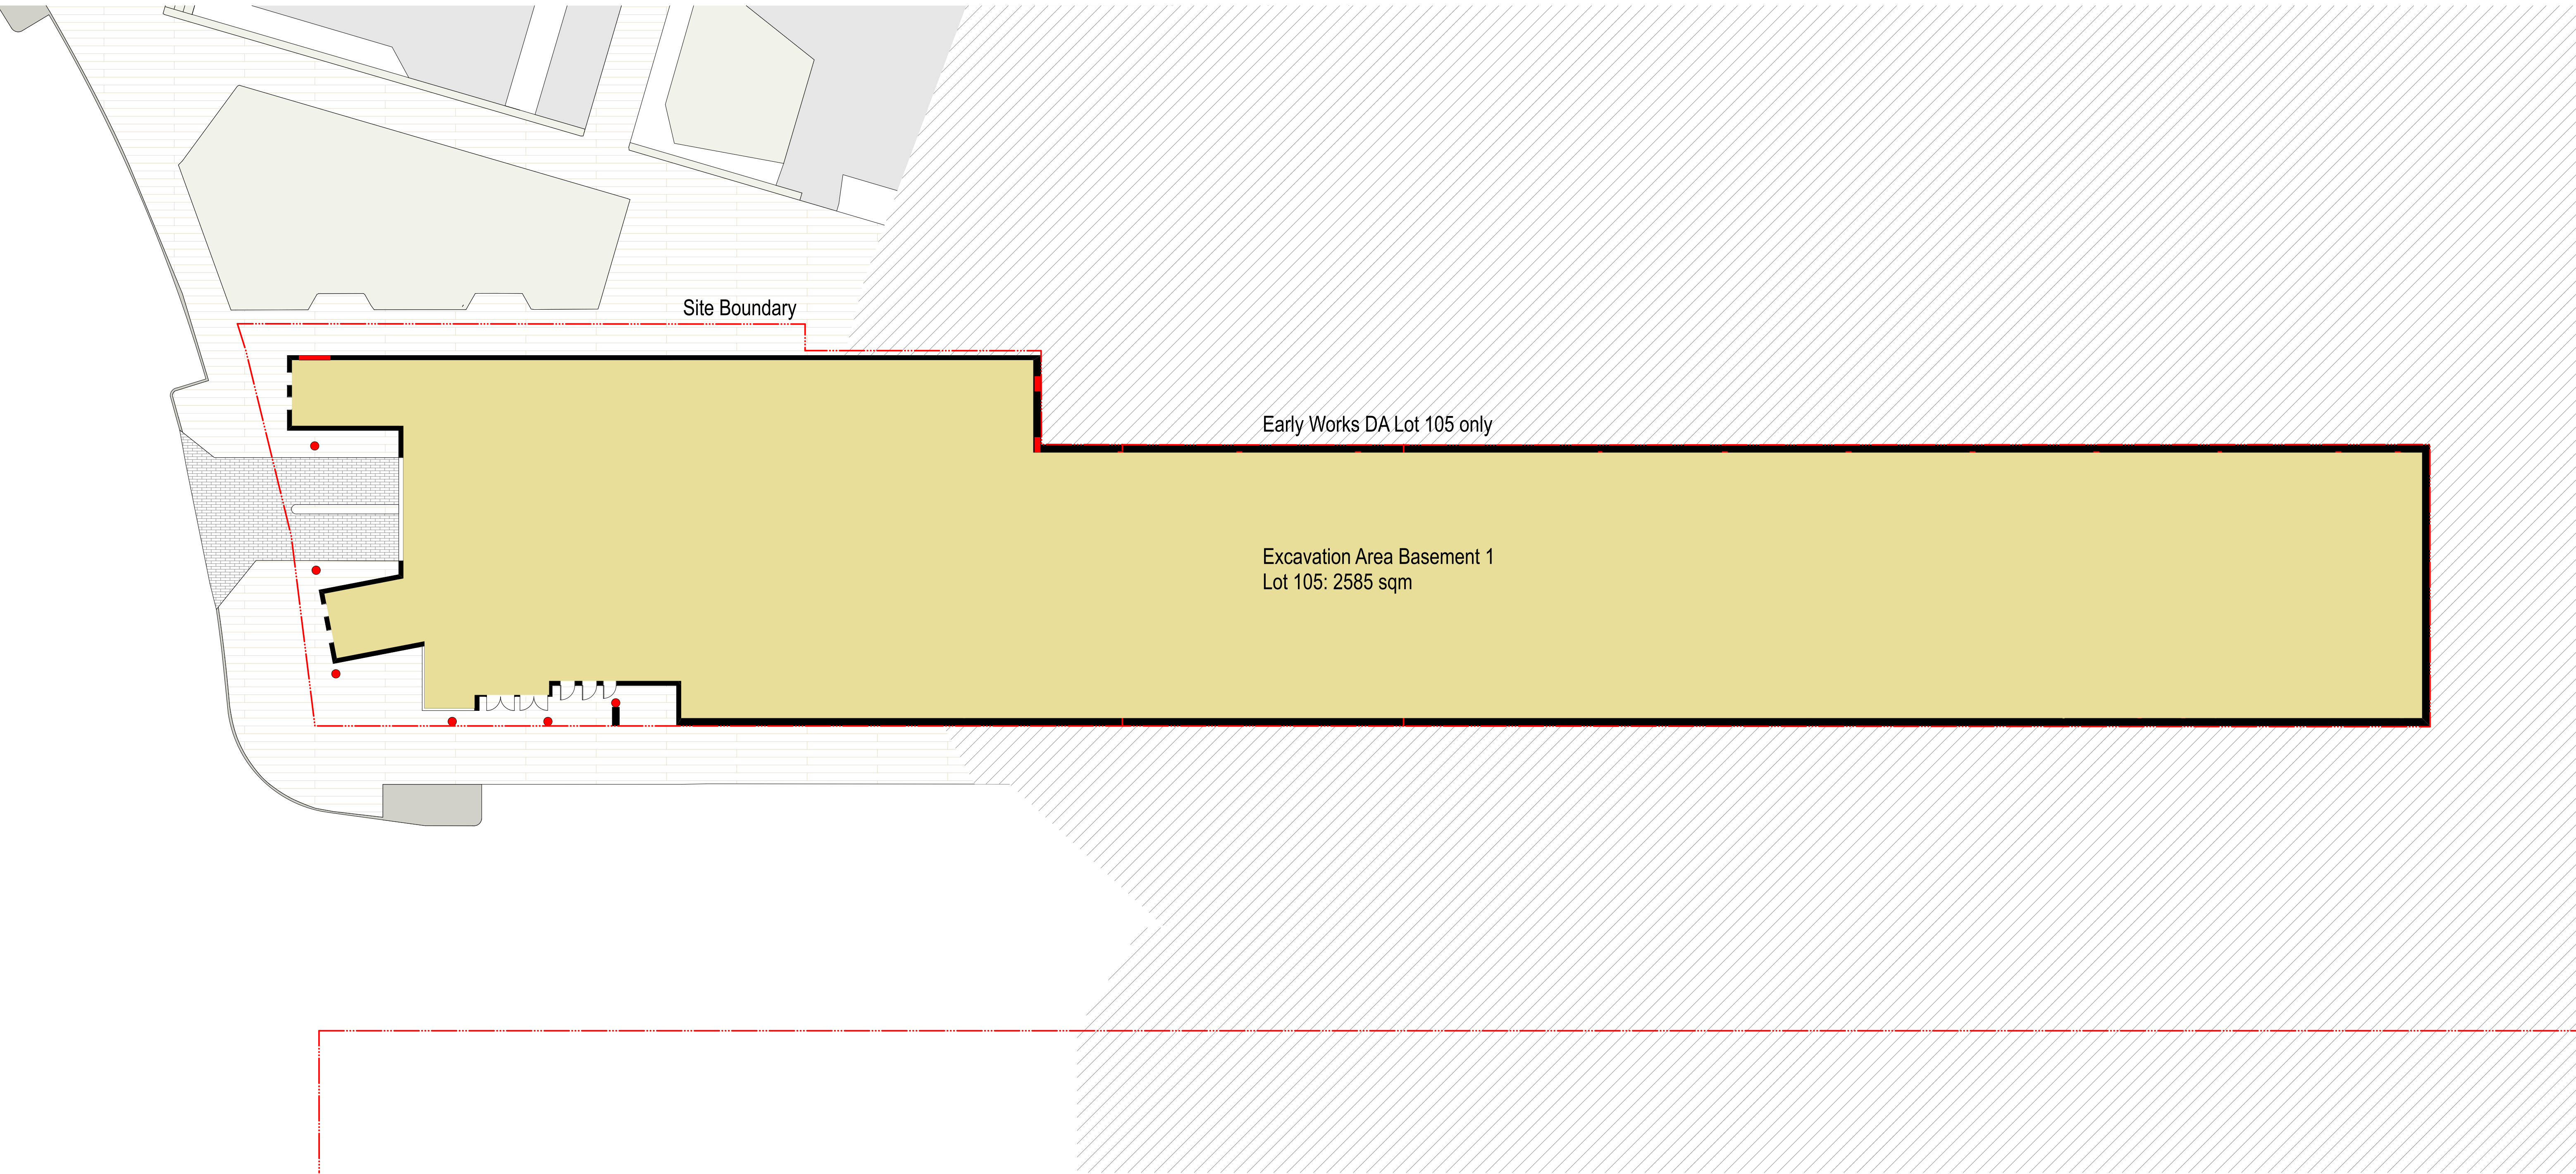 Site Boundary
Early Works DA Lot 105 only
Excavation Area Basement 1
Lot 105: 2585 sqm